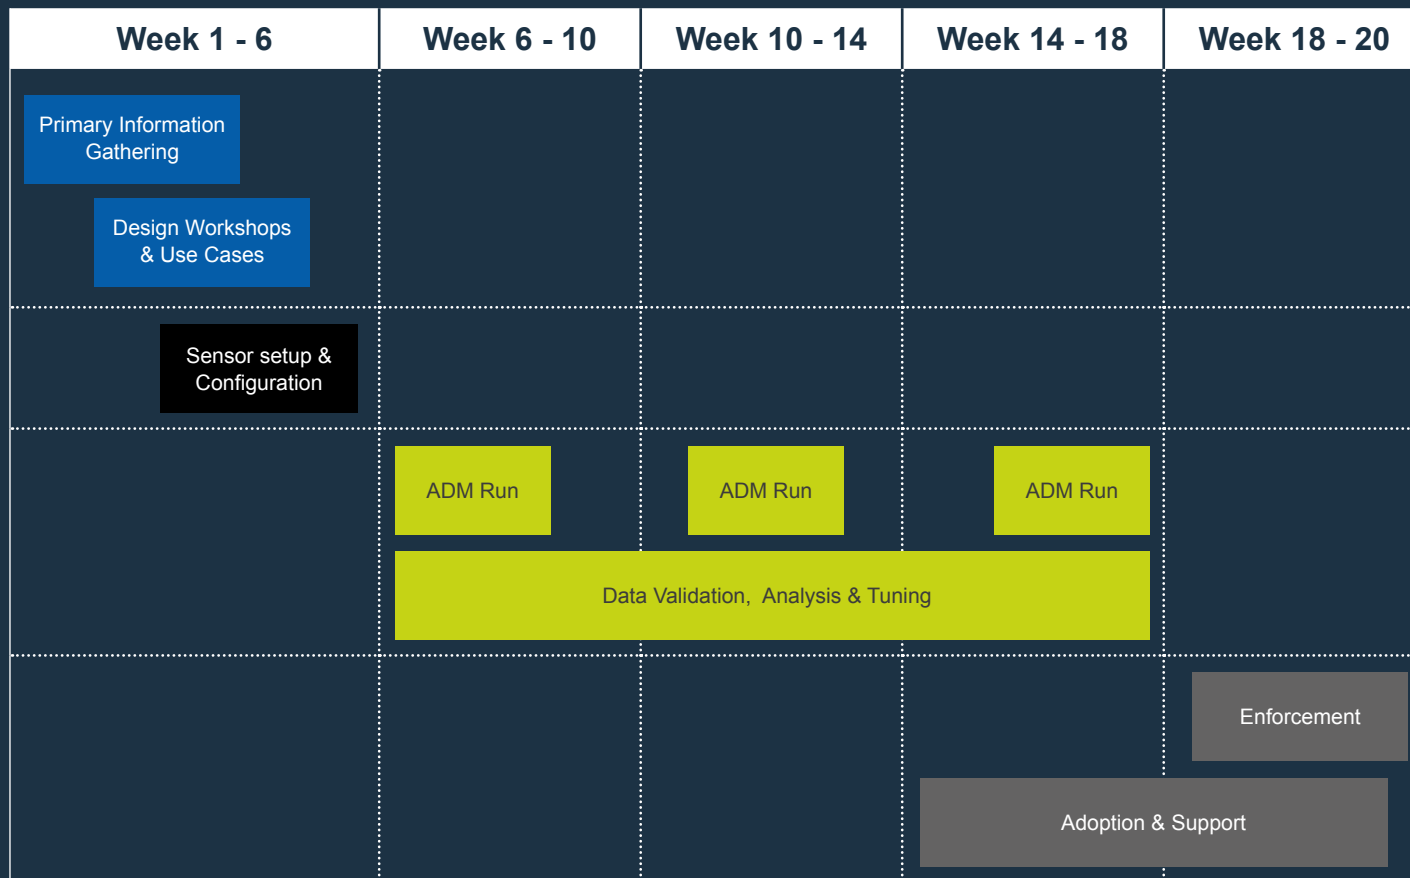 Week 1 - 6
Week 6 - 10
Week 10 - 14
Week 14 - 18
Week 18 - 20
Primary Information
Gathering
Design Workshops
& Use Cases
Sensor setup &
Configuration
ADM Run
ADM Run
ADM Run
Data Validation,  Analysis & Tuning
Enforcement
Adoption & Support